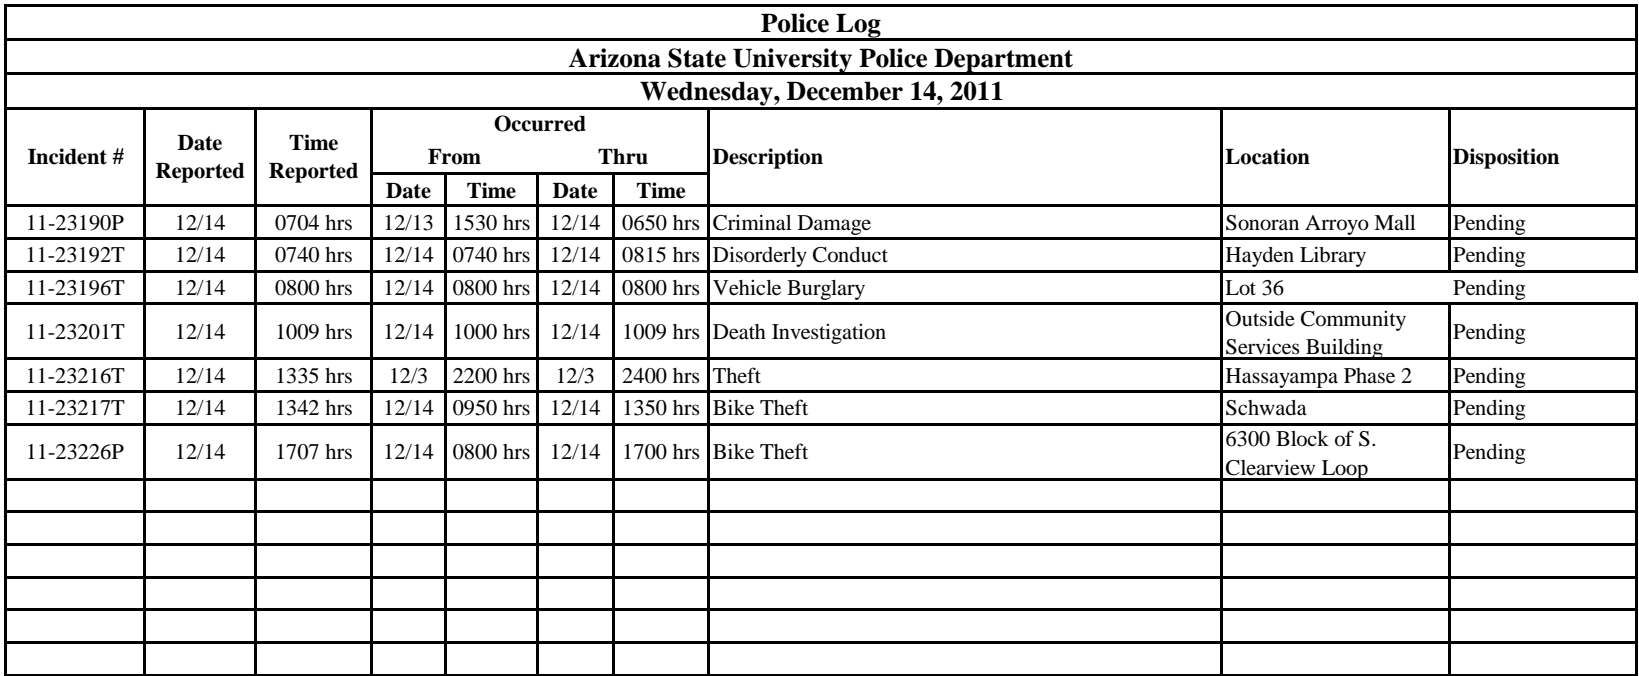 Police Log
Arizona State University Police Department
Wednesday, December 14, 2011
Incident # Date Reported Time Reported Occurred From Thru Description Location Disposition
Date Time Date Time
11-23190P 12/14 0704 hrs 12/13 1530 hrs 12/14 0650 hrs Criminal Damage Sonoran Arroyo Mall Pending
11-23192T 12/14 0740 hrs 12/14 0740 hrs 12/14 0815 hrs Disorderly Conduct Hayden Library Pending
11-23196T 12/14 0800 hrs 12/14 0800 hrs 12/14 0800 hrs Vehicle Burglary Lot 36 Pending
11-23201T 12/14 1009 hrs 12/14 1000 hrs 12/14 1009 hrs Death Investigation Outside Community Services Building Pending
11-23216T 12/14 1335 hrs 12/3 2200 hrs 12/3 2400 hrs Theft Hassayampa Phase 2 Pending
11-23217T 12/14 1342 hrs 12/14 0950 hrs 12/14 1350 hrs Bike Theft Schwada Pending
11-23226P 12/14 1707 hrs 12/14 0800 hrs 12/14 1700 hrs Bike Theft 6300 Block of S. Clearview Loop Pending